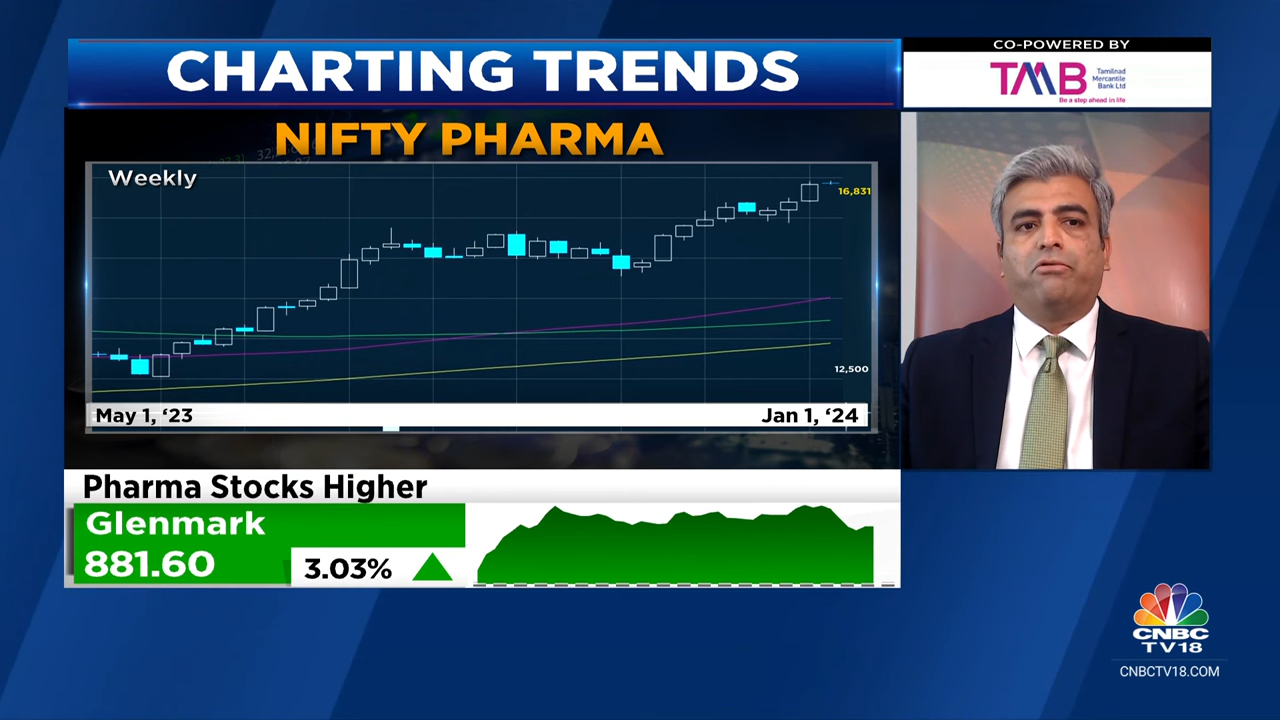 CHARTING TRENDS
CO-POWERED BY
TMB
Tamilnad
Mercantile
Bank Ltd
Be a step ahead in life
NIFTY PHARMA
Weekly
16,831
12,500
May 1, ‘23
Jan 1, ‘24
Pharma Stocks Higher
Glenmark
881.60
3.03%
CNBC
TV18
CNBCTV18.COM